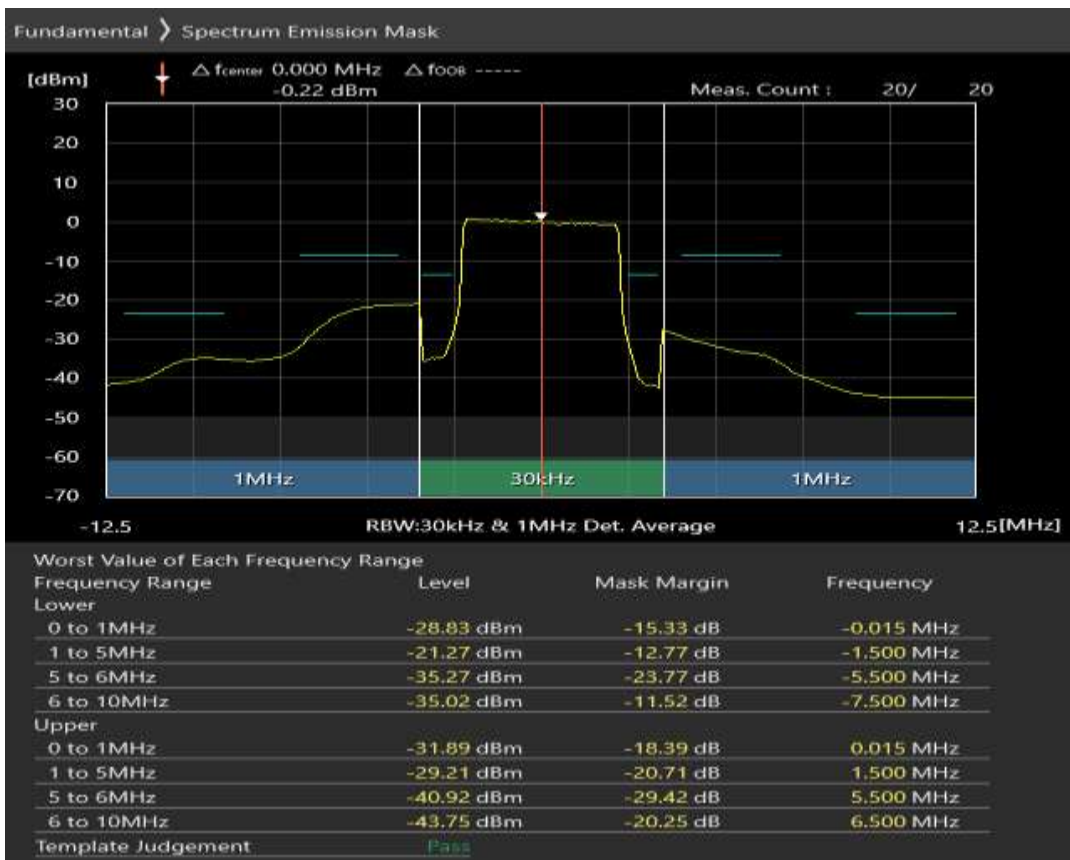 Fundamental 〉 Spectrum Emission Mask
[dBm] △ fcenter 0.000 MHz △ fOOB -----
-0.22 dBm Meas. Count : 20/ 20
30
20
10
0
-10
-20
-30
-40
-50
-60
-70
1MHz 30kHz 1MHz
-12.5 RBW:30kHz & 1MHz Det. Average 12.5[MHz]
Worst Value of Each Frequency Range
Frequency Range Level Mask Margin Frequency
Lower
0 to 1MHz -28.83 dBm -15.33 dB -0.015 MHz
1 to 5MHz -21.27 dBm -12.77 dB -1.500 MHz
5 to 6MHz -35.27 dBm -23.77 dB -5.500 MHz
6 to 10MHz -35.02 dBm -11.52 dB -7.500 MHz
Upper
0 to 1MHz -31.89 dBm -18.39 dB 0.015 MHz
1 to 5MHz -29.21 dBm -20.71 dB 1.500 MHz
5 to 6MHz -40.92 dBm -29.42 dB 5.500 MHz
6 to 10MHz -43.75 dBm -20.25 dB 6.500 MHz
Template Judgement Pass